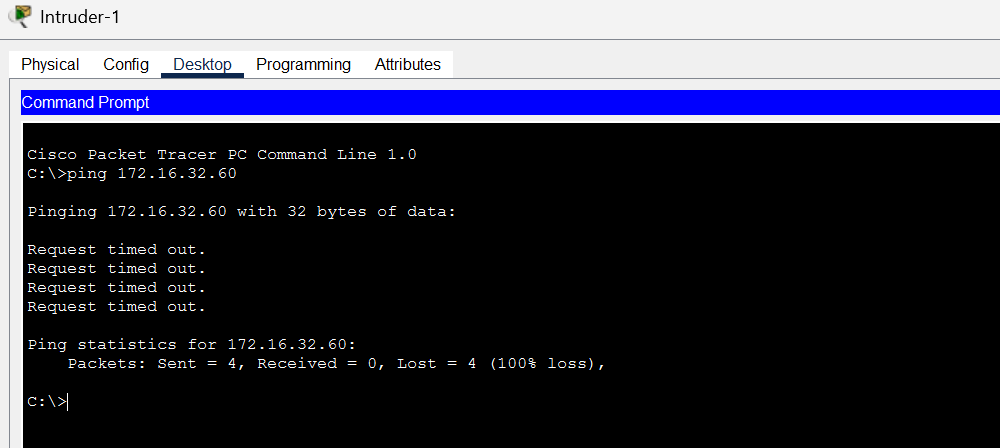 Intruder-1
Physical Config Desktop Programming Attributes
Command Prompt
Cisco Packet Tracer PC Command Line 1.0
C:\>ping 172.16.32.60
Pinging 172.16.32.60 with 32 bytes of data:
Request timed out.
Request timed out.
Request timed out.
Request timed out.
Ping statistics for 172.16.32.60:
    Packets: Sent = 4, Received = 0, Lost = 4 (100% loss),
C:\>